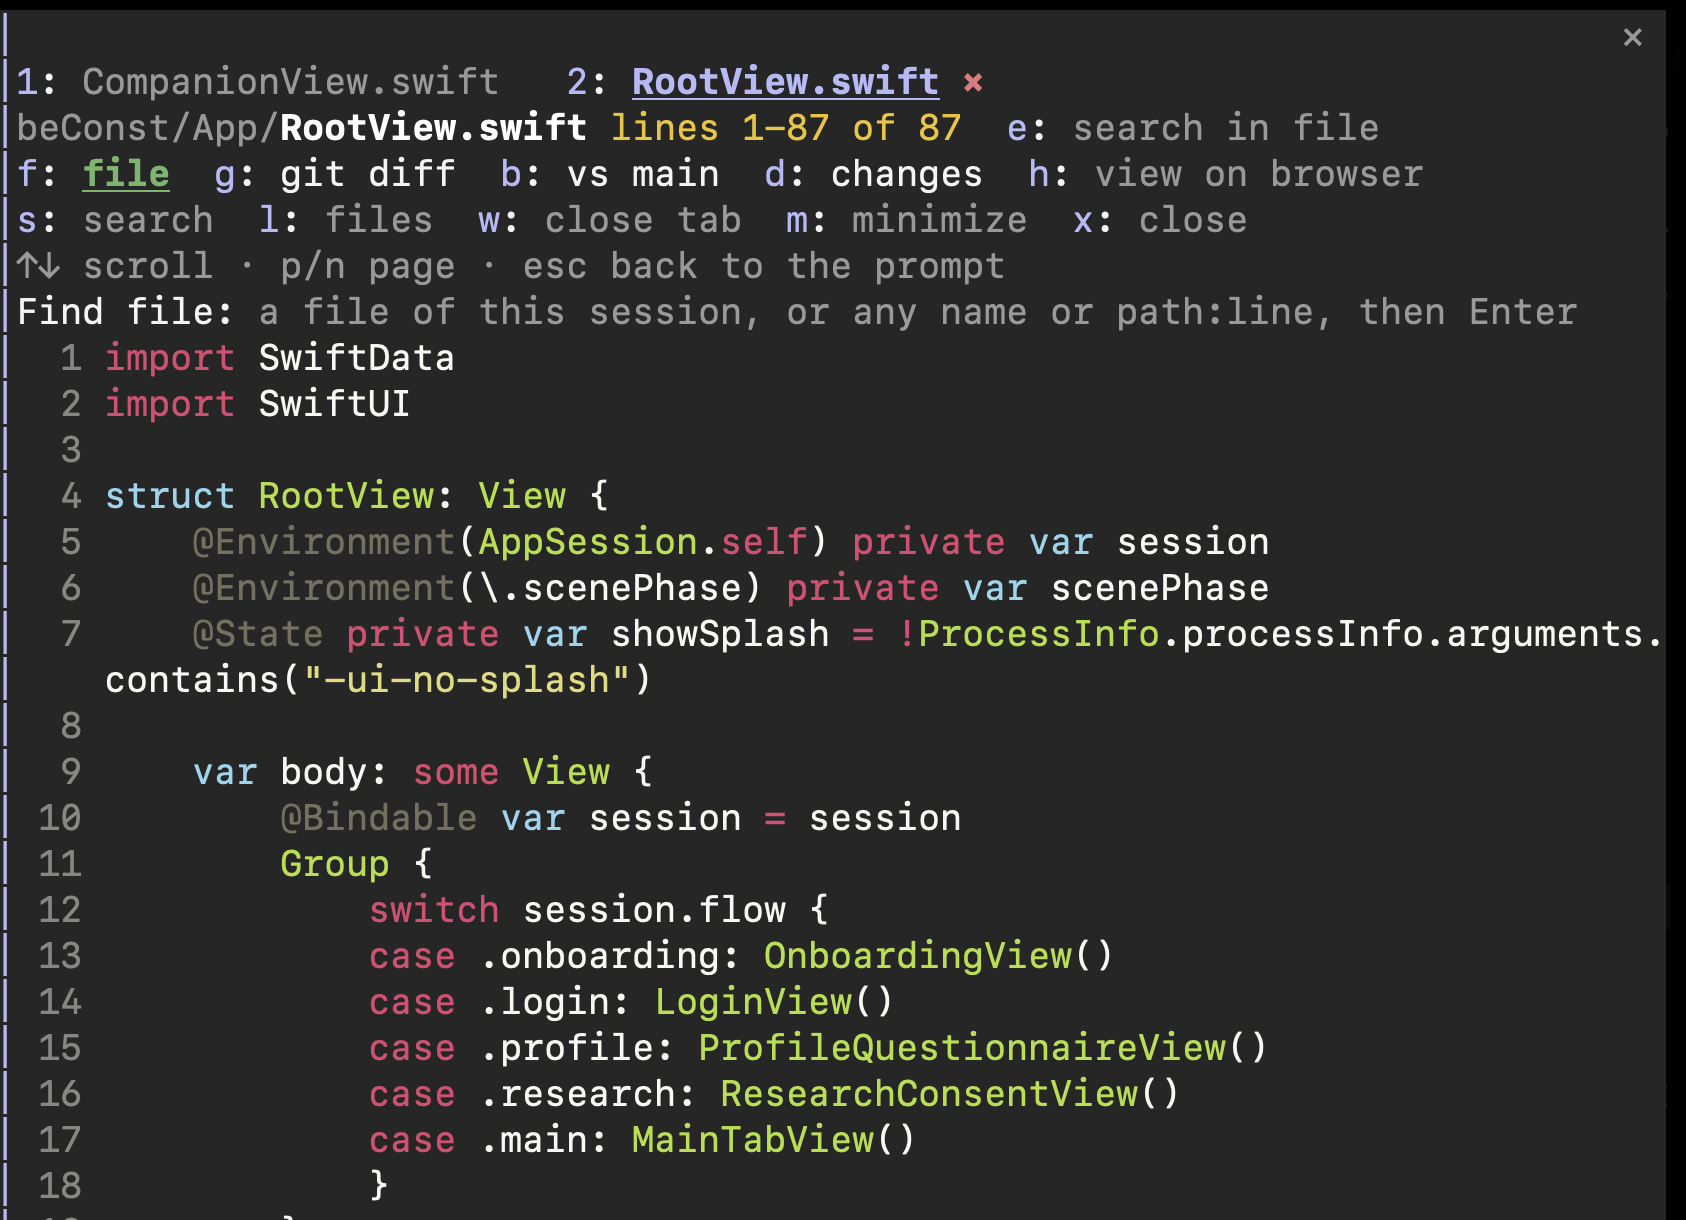 ×
1: CompanionView.swift   2: RootView.swift ✖
beConst/App/RootView.swift lines 1–87 of 87  e: search in file
f: file  g: git diff  b: vs main  d: changes  h: view on browser
s: search  l: files  w: close tab  m: minimize  x: close
↑↓ scroll · p/n page · esc back to the prompt
Find file: a file of this session, or any name or path:line, then Enter
  1 import SwiftData
  2 import SwiftUI
  3
  4 struct RootView: View {
  5     @Environment(AppSession.self) private var session
  6     @Environment(\.scenePhase) private var scenePhase
  7     @State private var showSplash = !ProcessInfo.processInfo.arguments.
    contains("-ui-no-splash")
  8
  9     var body: some View {
 10         @Bindable var session = session
 11         Group {
 12             switch session.flow {
 13             case .onboarding: OnboardingView()
 14             case .login: LoginView()
 15             case .profile: ProfileQuestionnaireView()
 16             case .research: ResearchConsentView()
 17             case .main: MainTabView()
 18             }